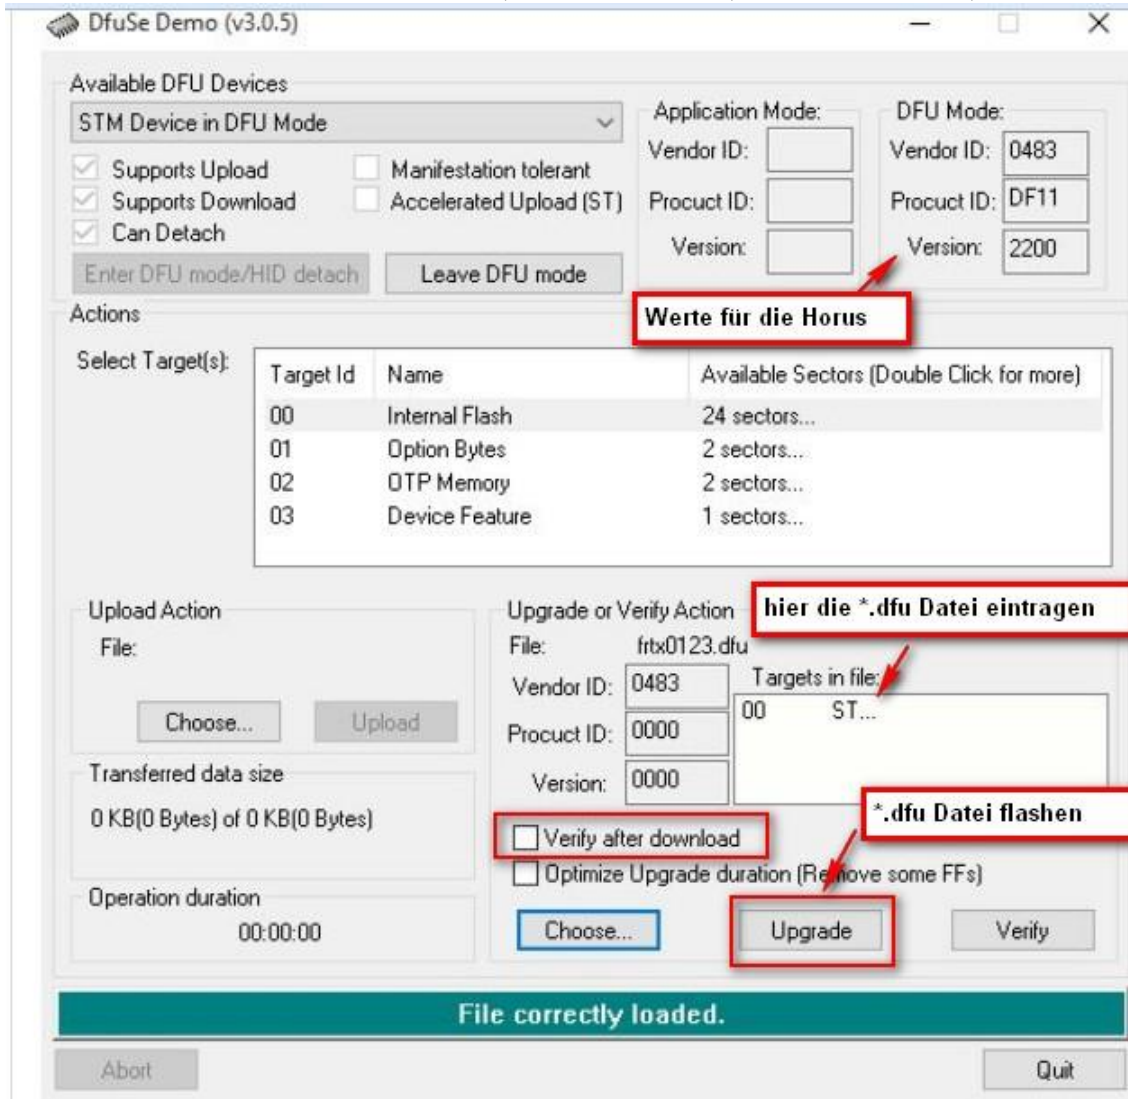 DfuSe Demo (v3.0.5)
Available DFU Devices
STM Device in DFU Mode
Supports Upload
Manifestation tolerant
Supports Download
Accelerated Upload (ST)
Can Detach
Enter DFU mode/HID detach
Leave DFU mode
Application Mode:
Vendor ID:
Procuct ID:
Version:
DFU Mode:
Vendor ID: 0483
Procuct ID: DF11
Version: 2200
Werte für die Horus
Actions
Select Target(s):
Target Id Name Available Sectors (Double Click for more)
00 Internal Flash 24 sectors...
01 Option Bytes 2 sectors...
02 OTP Memory 2 sectors...
03 Device Feature 1 sectors...
Upload Action
File:
Choose...
Upload
Transferred data size
0 KB(0 Bytes) of 0 KB(0 Bytes)
Operation duration
00:00:00
Upgrade or Verify Action
hier die *.dfu Datei eintragen
File: frtx0123.dfu
Vendor ID: 0483
Targets in file:
00 ST...
Procuct ID: 0000
Version: 0000
*.dfu Datei flashen
Verify after download
Optimize Upgrade duration (Remove some FFs)
Choose...
Upgrade
Verify
File correctly loaded.
Abort
Quit